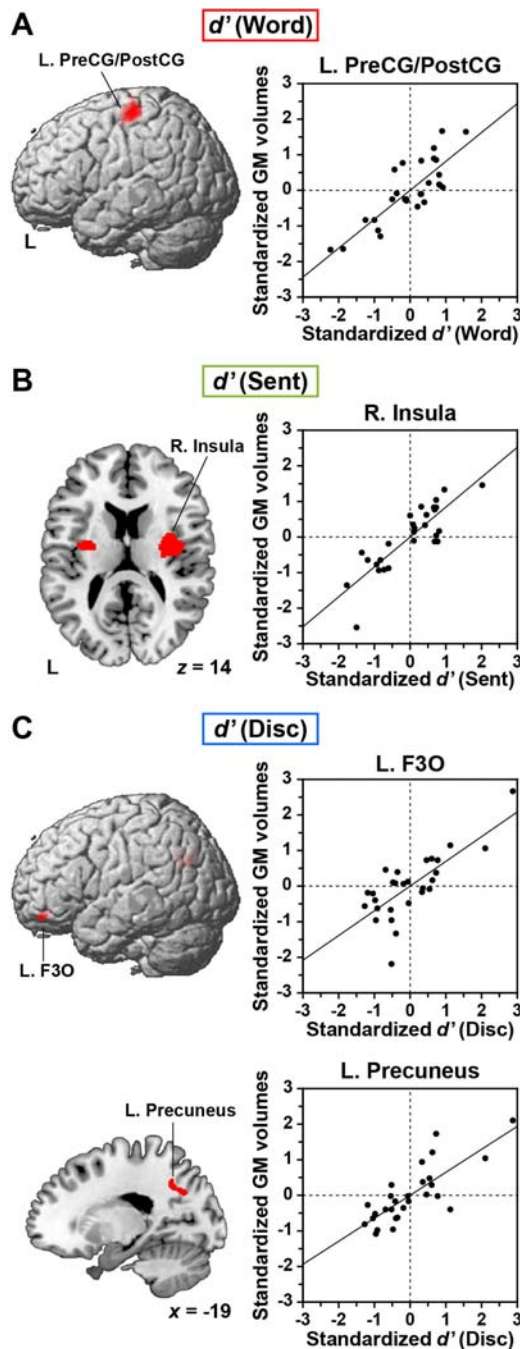 A
d' (Word)
L. PreCG/PostCG
L. PreCG/PostCG
L
Standardized GM volumes
3
2
1
0
-1
-2
-3
-3 -2 -1 0 1 2 3
Standardized d' (Word)
B
d' (Sent)
R. Insula
R. Insula
L
z = 14
Standardized GM volumes
3
2
1
0
-1
-2
-3
-3 -2 -1 0 1 2 3
Standardized d' (Sent)
C
d' (Disc)
L. F3O
L. F3O
Standardized GM volumes
3
2
1
0
-1
-2
-3
-3 -2 -1 0 1 2 3
Standardized d' (Disc)
L. Precuneus
L. Precuneus
x = -19
Standardized GM volumes
3
2
1
0
-1
-2
-3
-3 -2 -1 0 1 2 3
Standardized d' (Disc)